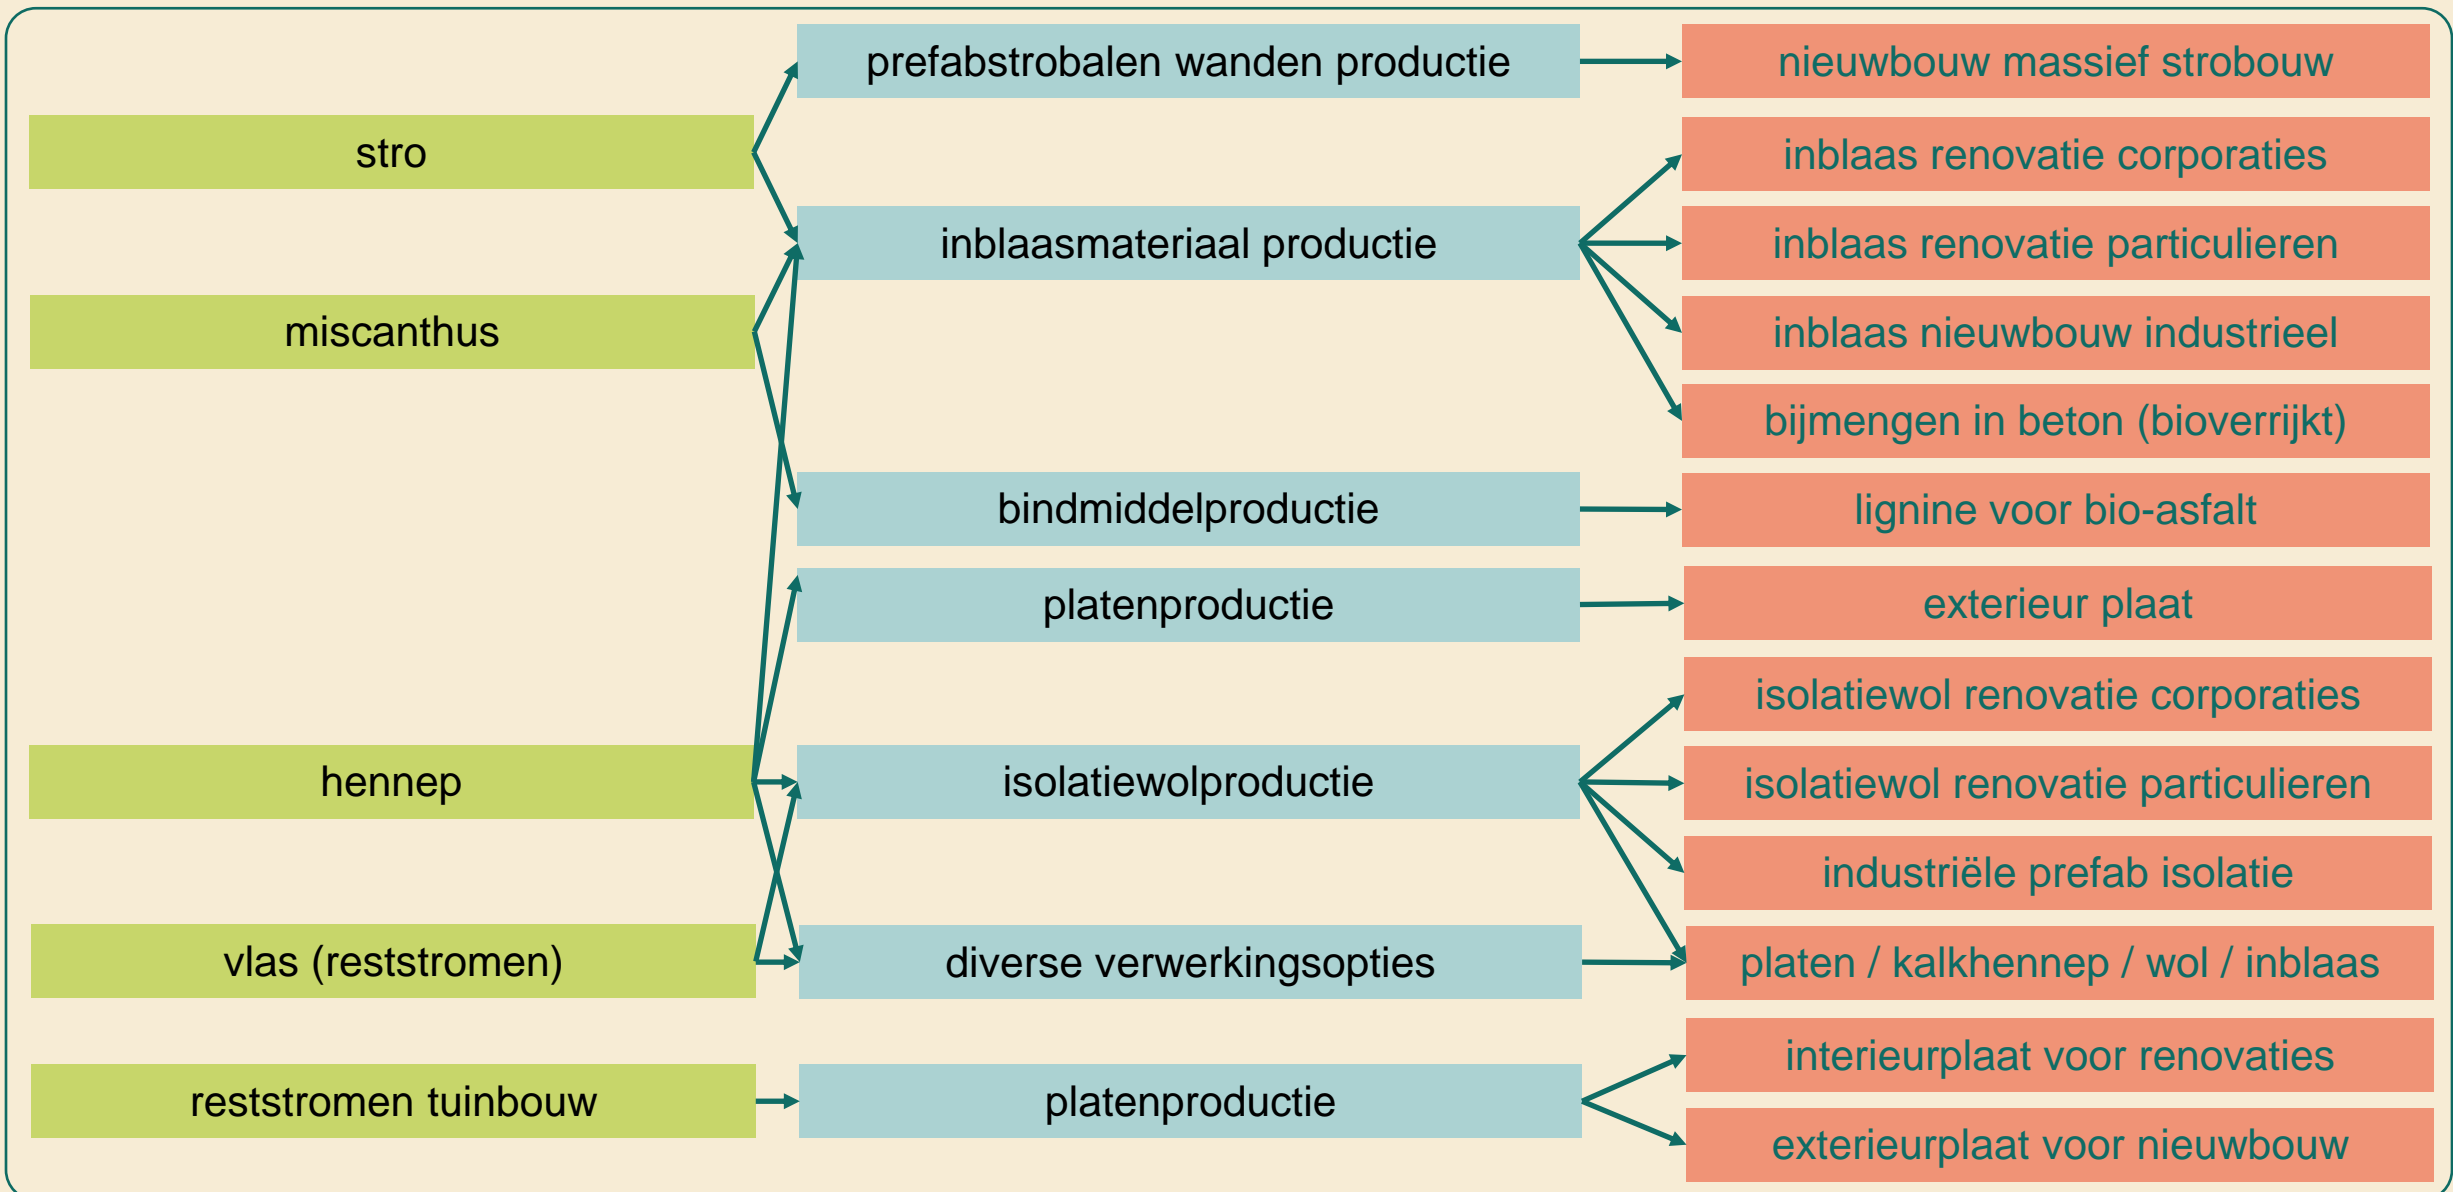 prefabstrobalen wanden productie
nieuwbouw massief strobouw
stro
inblaas renovatie corporaties
inblaasmateriaal productie
inblaas renovatie particulieren
miscanthus
inblaas nieuwbouw industrieel
bijmengen in beton (bioverrijkt)
bindmiddelproductie
lignine voor bio-asfalt
platenproductie
exterieur plaat
isolatiewol renovatie corporaties
hennep
isolatiewolproductie
isolatiewol renovatie particulieren
industriële prefab isolatie
vlas (reststromen)
diverse verwerkingsopties
platen / kalkhennep / wol / inblaas
interieurplaat voor renovaties
reststromen tuinbouw
platenproductie
exterieurplaat voor nieuwbouw